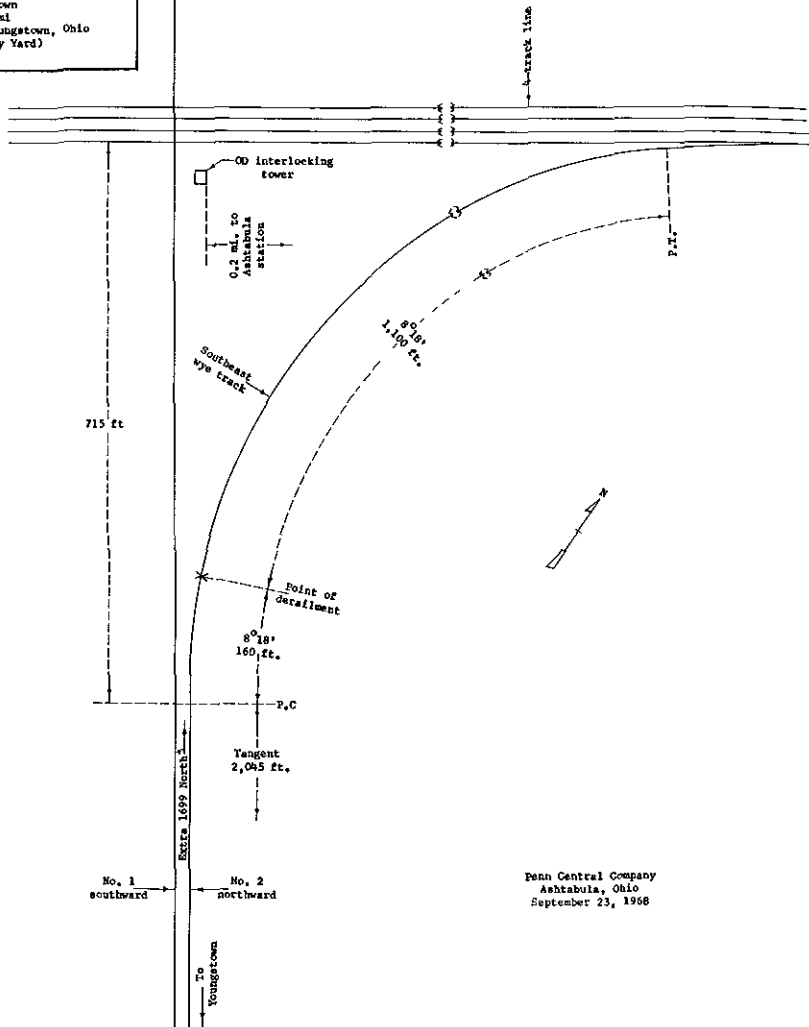 ungstown, Ohio
Yard)
4-track line
OD interlocking
tower
0.2 mi. to
Ashtabula
station
P.T.
8°18'
1,100 ft.
Southeast
wye track
715 ft
N
Point of
derailment
8°18'
160 ft.
P.C
Tangent
2,045 ft.
Extra 1699 North
No. 1
southward
No. 2
northward
Penn Central Company
Ashtabula, Ohio
September 23, 1968
To
Youngstown